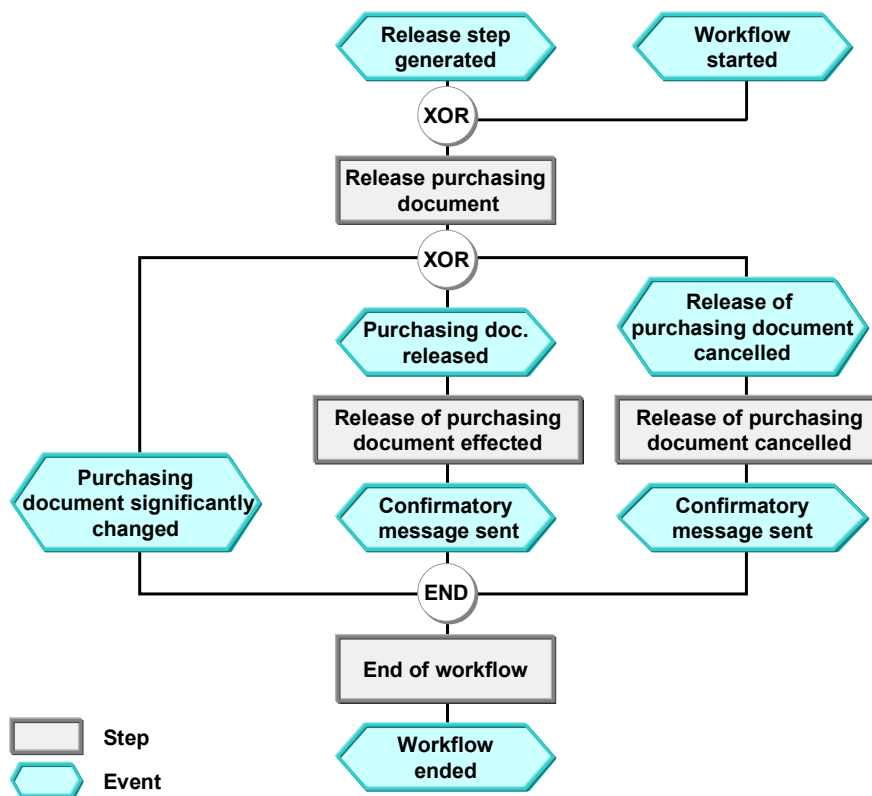 Release step
generated
Workflow
started
XOR
Release purchasing
document
XOR
Release of
purchasing document
cancelled
Purchasing doc.
released
Release of purchasing
document effected
Release of purchasing
document cancelled
Purchasing
document significantly
changed
Confirmatory
message sent
Confirmatory
message sent
END
End of workflow
Workflow
ended
Step
Event